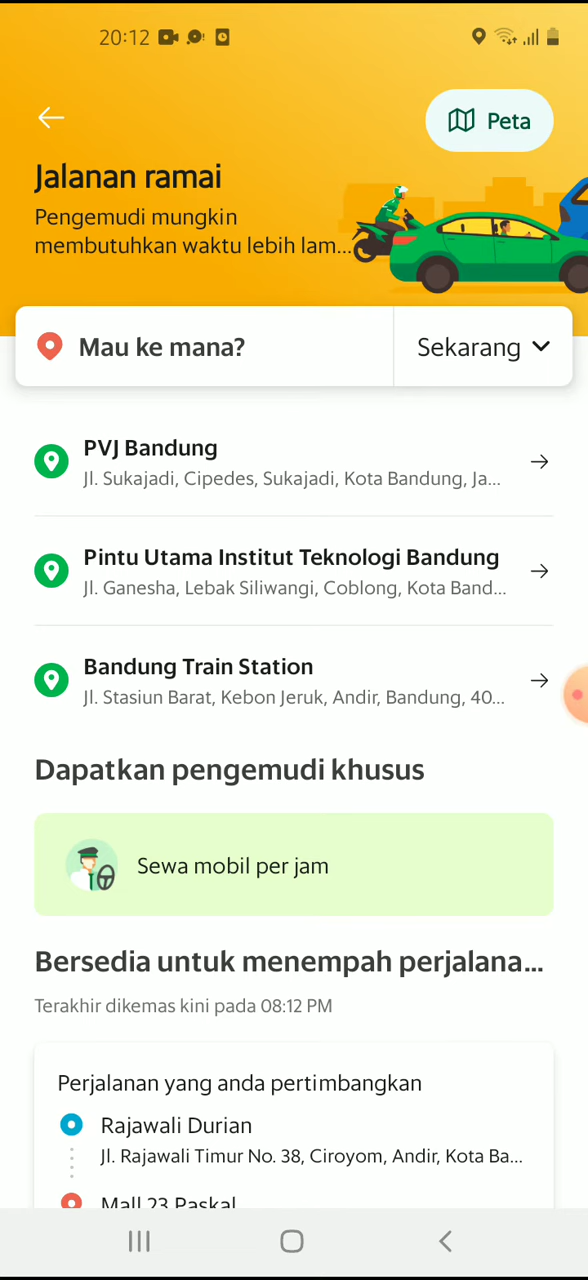 20:12
Peta
Jalanan ramai
Pengemudi mungkin
membutuhkan waktu lebih lam...
Mau ke mana?
Sekarang
PVJ Bandung
Jl. Sukajadi, Cipedes, Sukajadi, Kota Bandung, Ja...
Pintu Utama Institut Teknologi Bandung
Jl. Ganesha, Lebak Siliwangi, Coblong, Kota Band...
Bandung Train Station
Jl. Stasiun Barat, Kebon Jeruk, Andir, Bandung, 40...
Dapatkan pengemudi khusus
Sewa mobil per jam
Bersedia untuk menempah perjalana...
Terakhir dikemas kini pada 08:12 PM
Perjalanan yang anda pertimbangkan
Rajawali Durian
Jl. Rajawali Timur No. 38, Ciroyom, Andir, Kota Ba...
Mall 23 Paskal